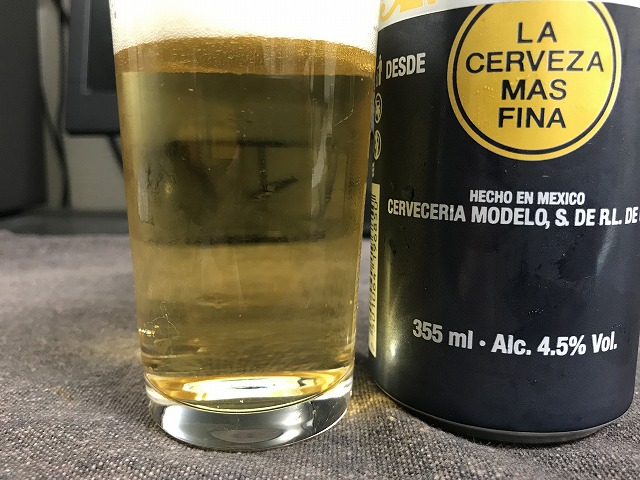 DESDE
LA
CERVEZA
MAS
FINA
HECHO EN MEXICO
CERVECERIA MODELO, S. DE R.L. DE
355 ml · Alc. 4.5% Vol.